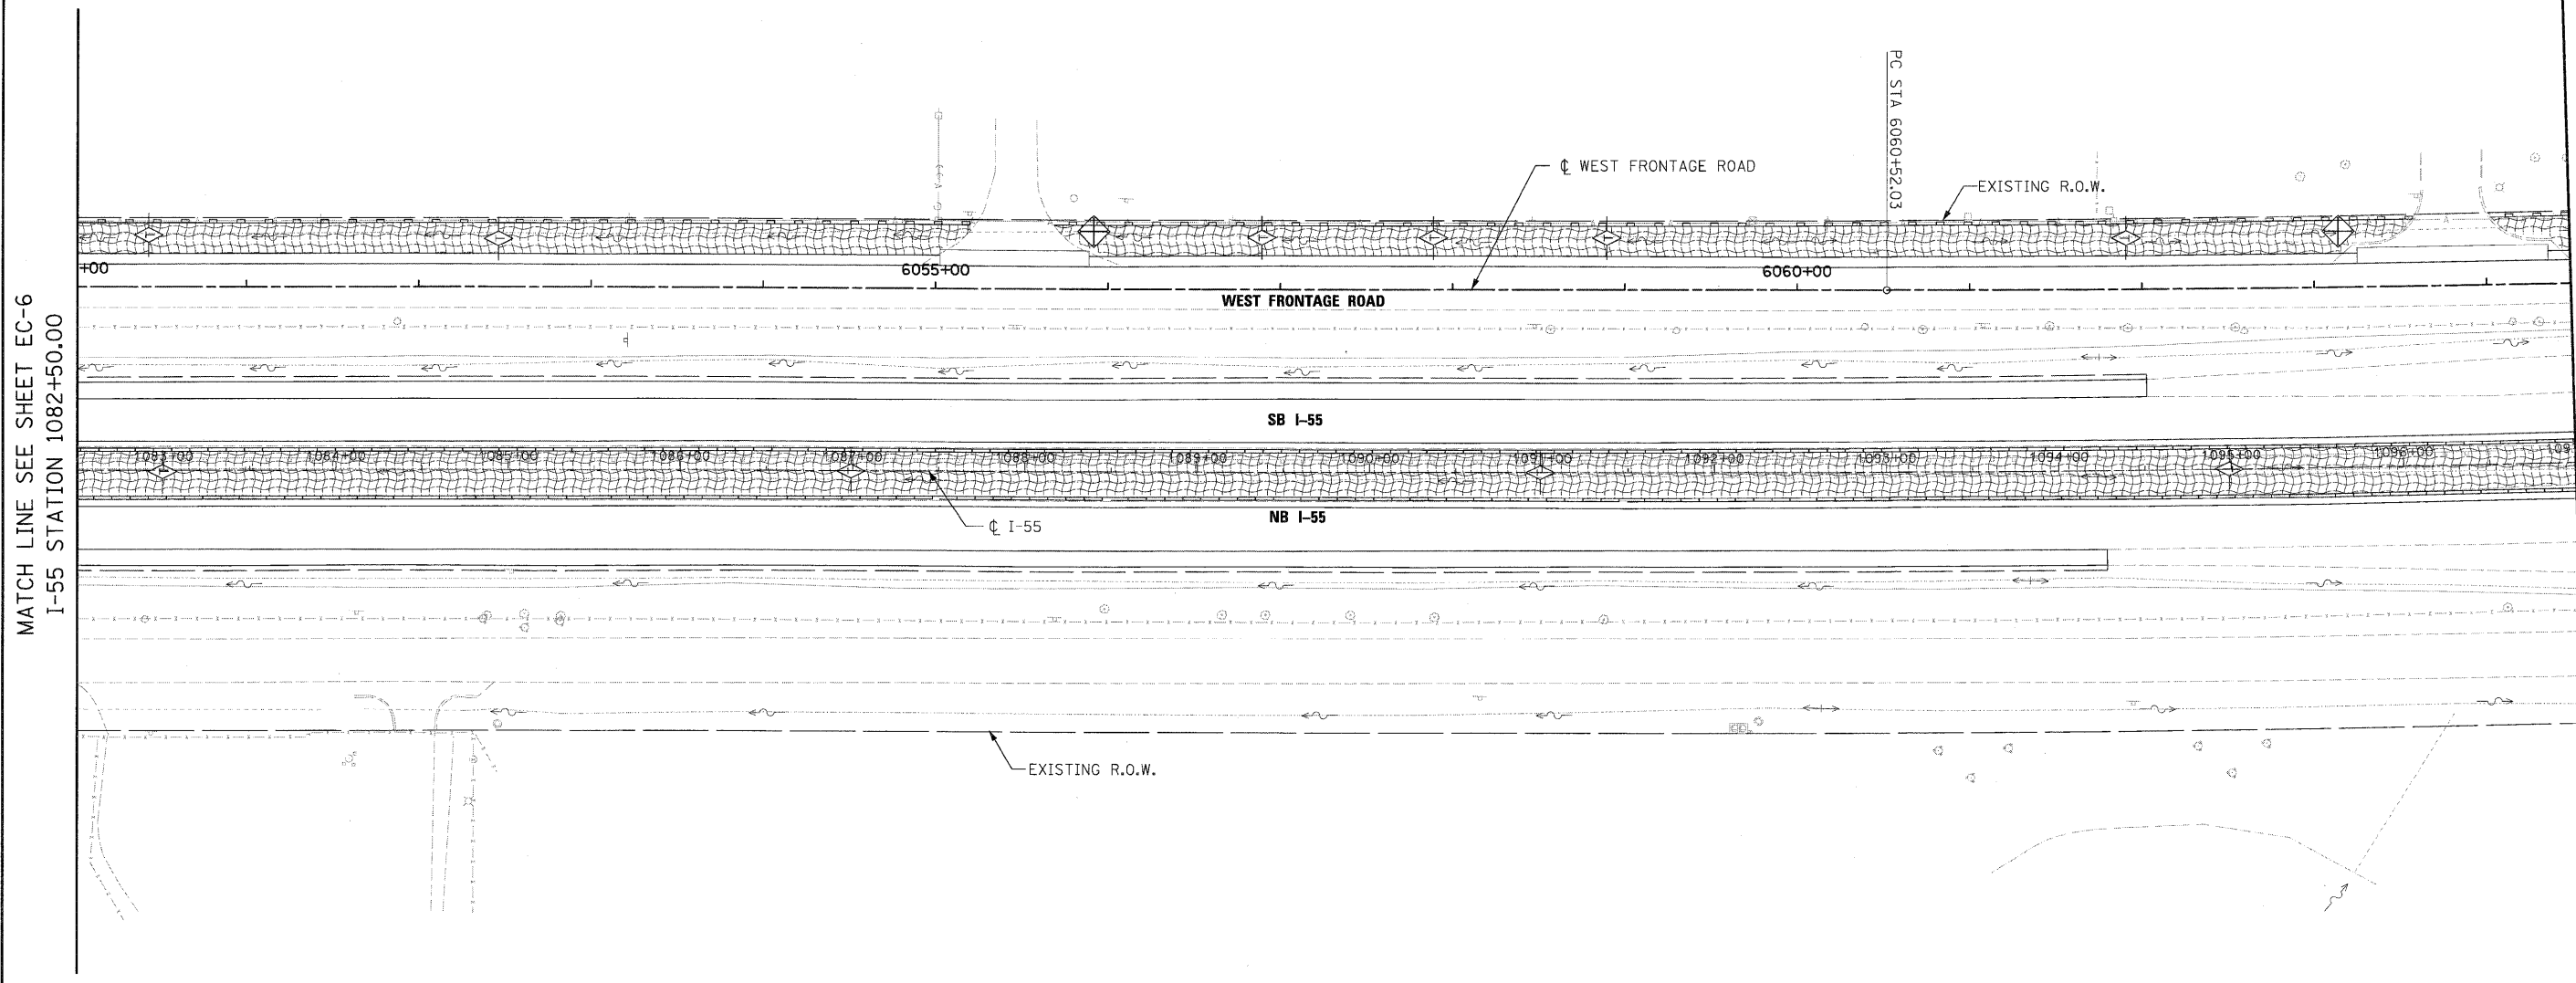 MATCH LINE SEE SHEET EC-6
I-55 STATION 1082+50.00
PC STA 6060+52.03
℄ WEST FRONTAGE ROAD
EXISTING R.O.W.
+00
6055+00
6060+00
WEST FRONTAGE ROAD
SB I-55
1083+00
1084+00
1085+00
1086+00
1087+00
1088+00
1089+00
1090+00
1091+00
1092+00
1093+00
1094+00
1095+00
1096+00
109
NB I-55
℄ I-55
EXISTING R.O.W.